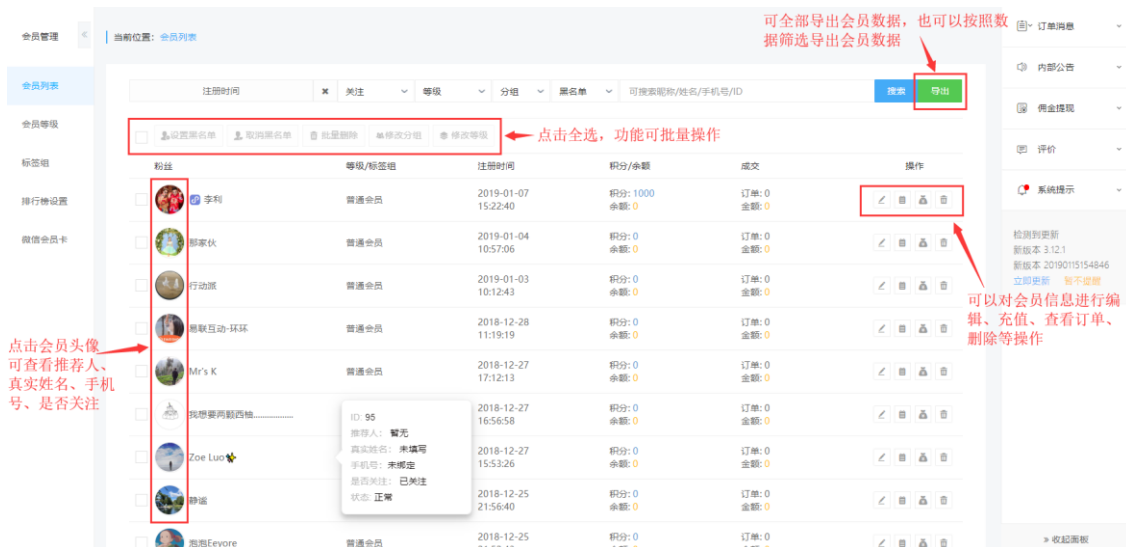 可全部导出会员数据，也可以按照数
据筛选导出会员数据
会员管理
«
当前位置：会员列表
订单消息
会员列表
注册时间 ✖ 关注 等级 分组 黑名单 可搜索昵称/姓名/手机号/ID 搜索 导出
内部公告
会员等级
设置黑名单 取消黑名单 批量删除 修改分组 修改等级
点击全选，功能可批量操作
佣金提现
标签组
粉丝 等级/标签组 注册时间 积分/余额 成交 操作
评价
排行榜设置
李利 普通会员 2019-01-07 15:22:40 积分: 1000 余额: 0 订单: 0 金额: 0
系统提示
微信会员卡
那家伙 普通会员 2019-01-04 10:57:06 积分: 0 余额: 0 订单: 0 金额: 0
检测到更新
新版本 3.12.1
新版本 20190115154846
立即更新 暂不提醒
行动派 普通会员 2019-01-03 10:12:43 积分: 0 余额: 0 订单: 0 金额: 0
可以对会员信息进行编
辑、充值、查看订单、
删除等操作
易联互动-环环 普通会员 2018-12-28 11:19:19 积分: 0 余额: 0 订单: 0 金额: 0
点击会员头像
可查看推荐人、
真实姓名、手机
号、是否关注
Mr's K 普通会员 2018-12-27 17:12:13 积分: 0 余额: 0 订单: 0 金额: 0
我想要两颗西柚................. 2018-12-27 16:56:58 积分: 0 余额: 0 订单: 0 金额: 0
ID: 95
推荐人： 暂无
真实姓名： 未填写
手机号： 未绑定
是否关注： 已关注
状态: 正常
Zoe Luo 2018-12-27 15:53:26 积分: 0 余额: 0 订单: 0 金额: 0
静谧 2018-12-25 21:56:40 积分: 0 余额: 0 订单: 0 金额: 0
泡泡Eevore 普通会员 2018-12-25 积分: 0 订单: 0
» 收起面板